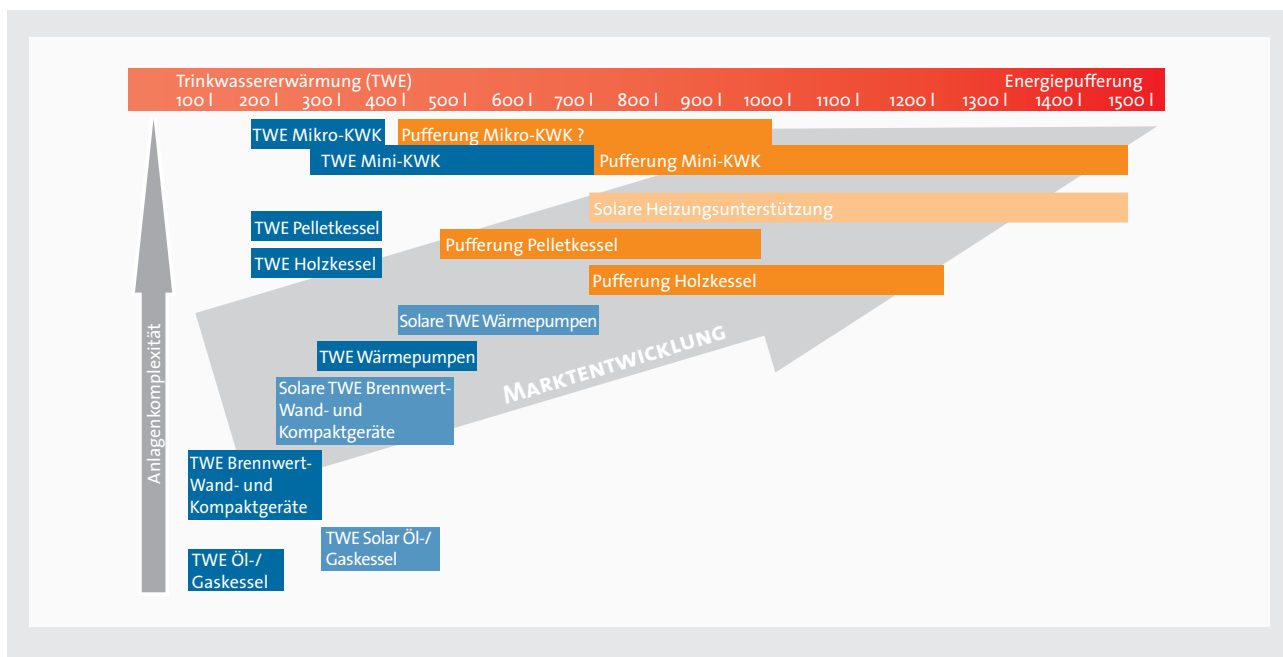 Trinkwassererwärmung (TWE)
Energiepufferung
100 l 200 l 300 l 400 l 500 l 600 l 700 l 800 l 900 l 1000 l 1100 l 1200 l 1300 l 1400 l 1500 l
TWE Mikro-KWK
Pufferung Mikro-KWK ?
TWE Mini-KWK
Pufferung Mini-KWK
Solare Heizungsunterstützung
TWE Pelletkessel
Pufferung Pelletkessel
TWE Holzkessel
Pufferung Holzkessel
Solare TWE Wärmepumpen
TWE Wärmepumpen
Solare TWE Brennwert-
Wand- und
Kompaktgeräte
TWE Brennwert-
Wand- und
Kompaktgeräte
TWE Solar Öl-/
Gaskessel
TWE Öl-/
Gaskessel
Anlagenkomplexität
MARKTENTWICKLUNG